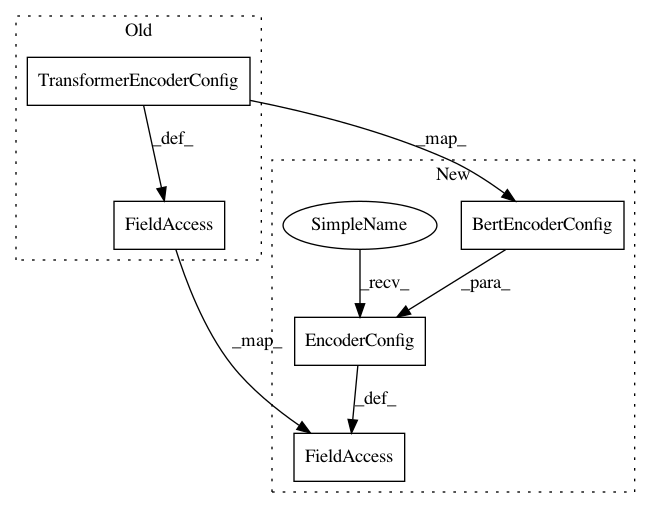 Old
TransformerEncoderConfig
_def_
_map_
New
FieldAccess
SimpleName
BertEncoderConfig
_recv_
_para_
_map_
EncoderConfig
_def_
FieldAccess